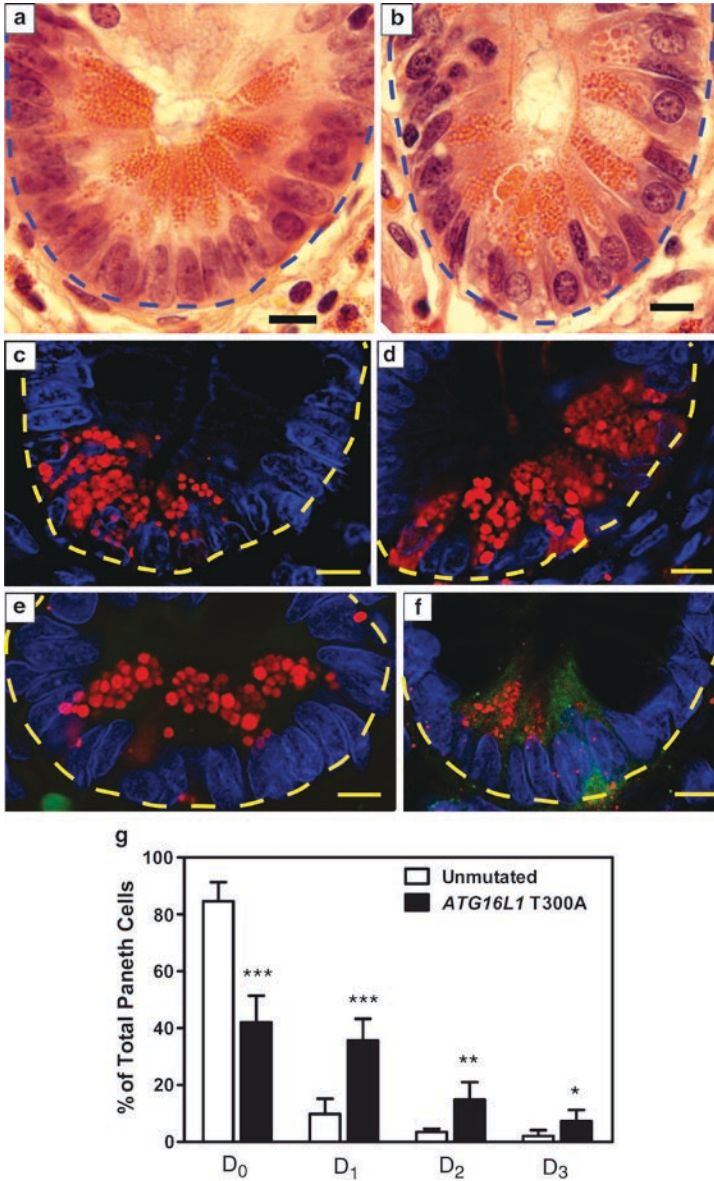 a
b
c
d
e
f
g
% of Total Paneth Cells
100
80
60
40
20
0
Unmutated
ATG16L1 T300A
***
***
**
*
D0
D1
D2
D3